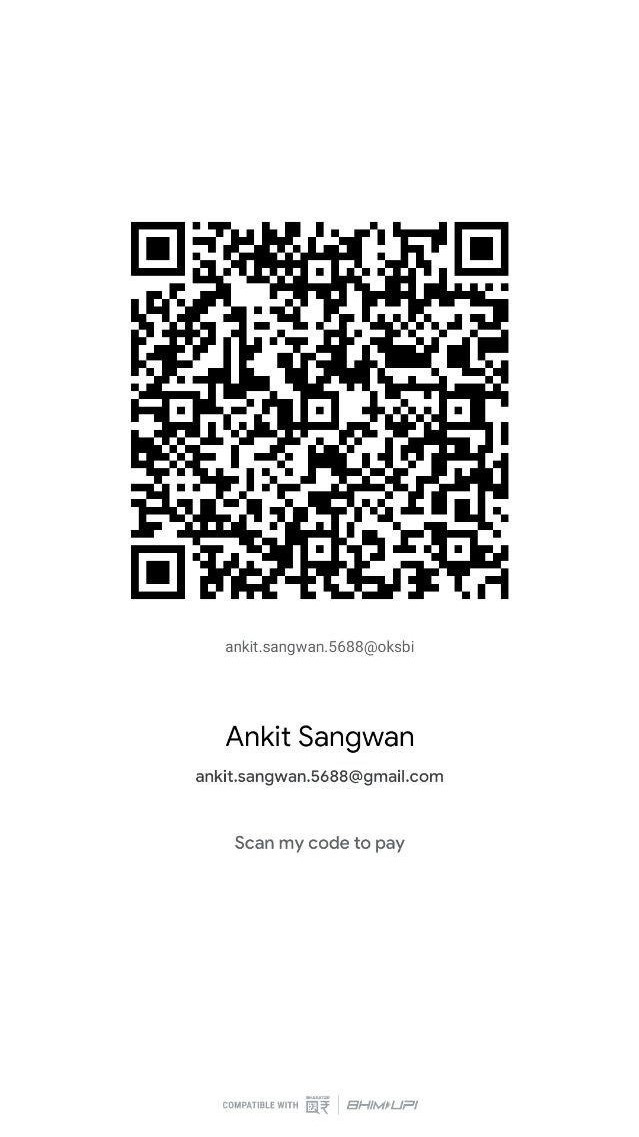 ankit.sangwan.5688@oksbi
Ankit Sangwan
ankit.sangwan.5688@gmail.com
Scan my code to pay
COMPATIBLE WITH BHARATQR BHIM UPI